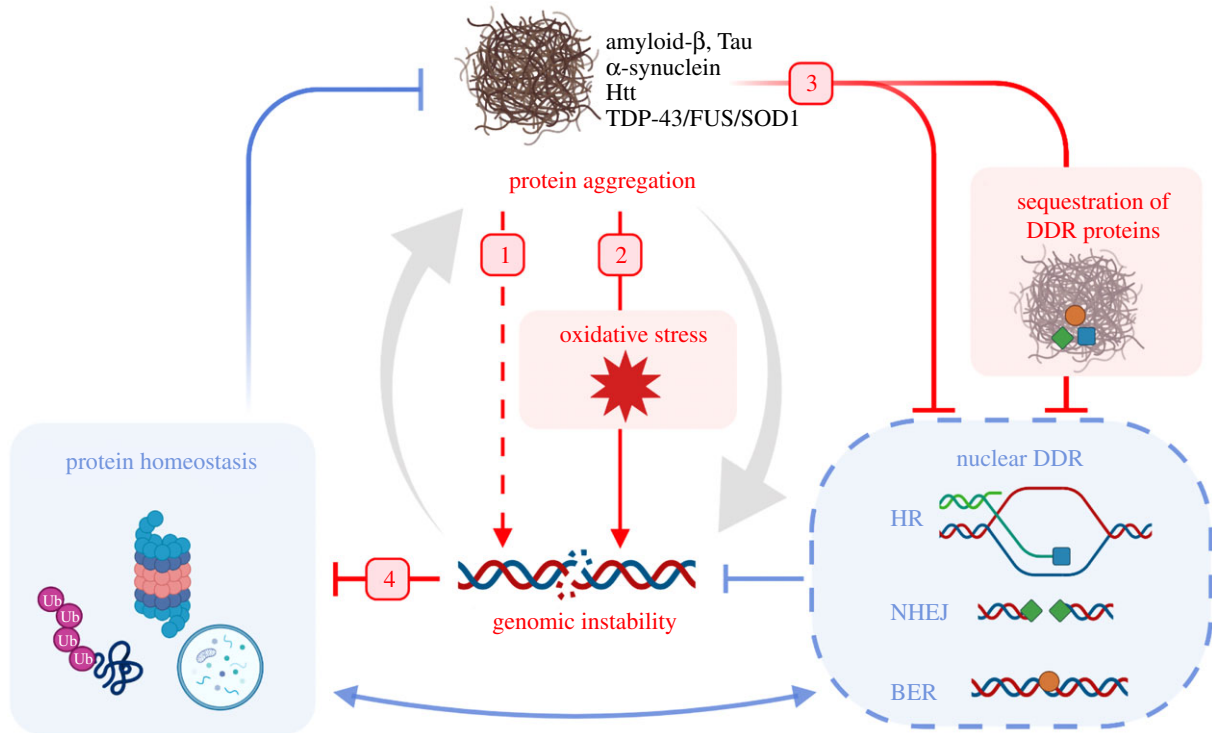 amyloid-β, Tau
α-synuclein
Htt
TDP-43/FUS/SOD1
3
protein aggregation
sequestration of
DDR proteins
1
2
oxidative stress
protein homeostasis
Ub
Ub
Ub
Ub
4
genomic instability
nuclear DDR
HR
NHEJ
BER